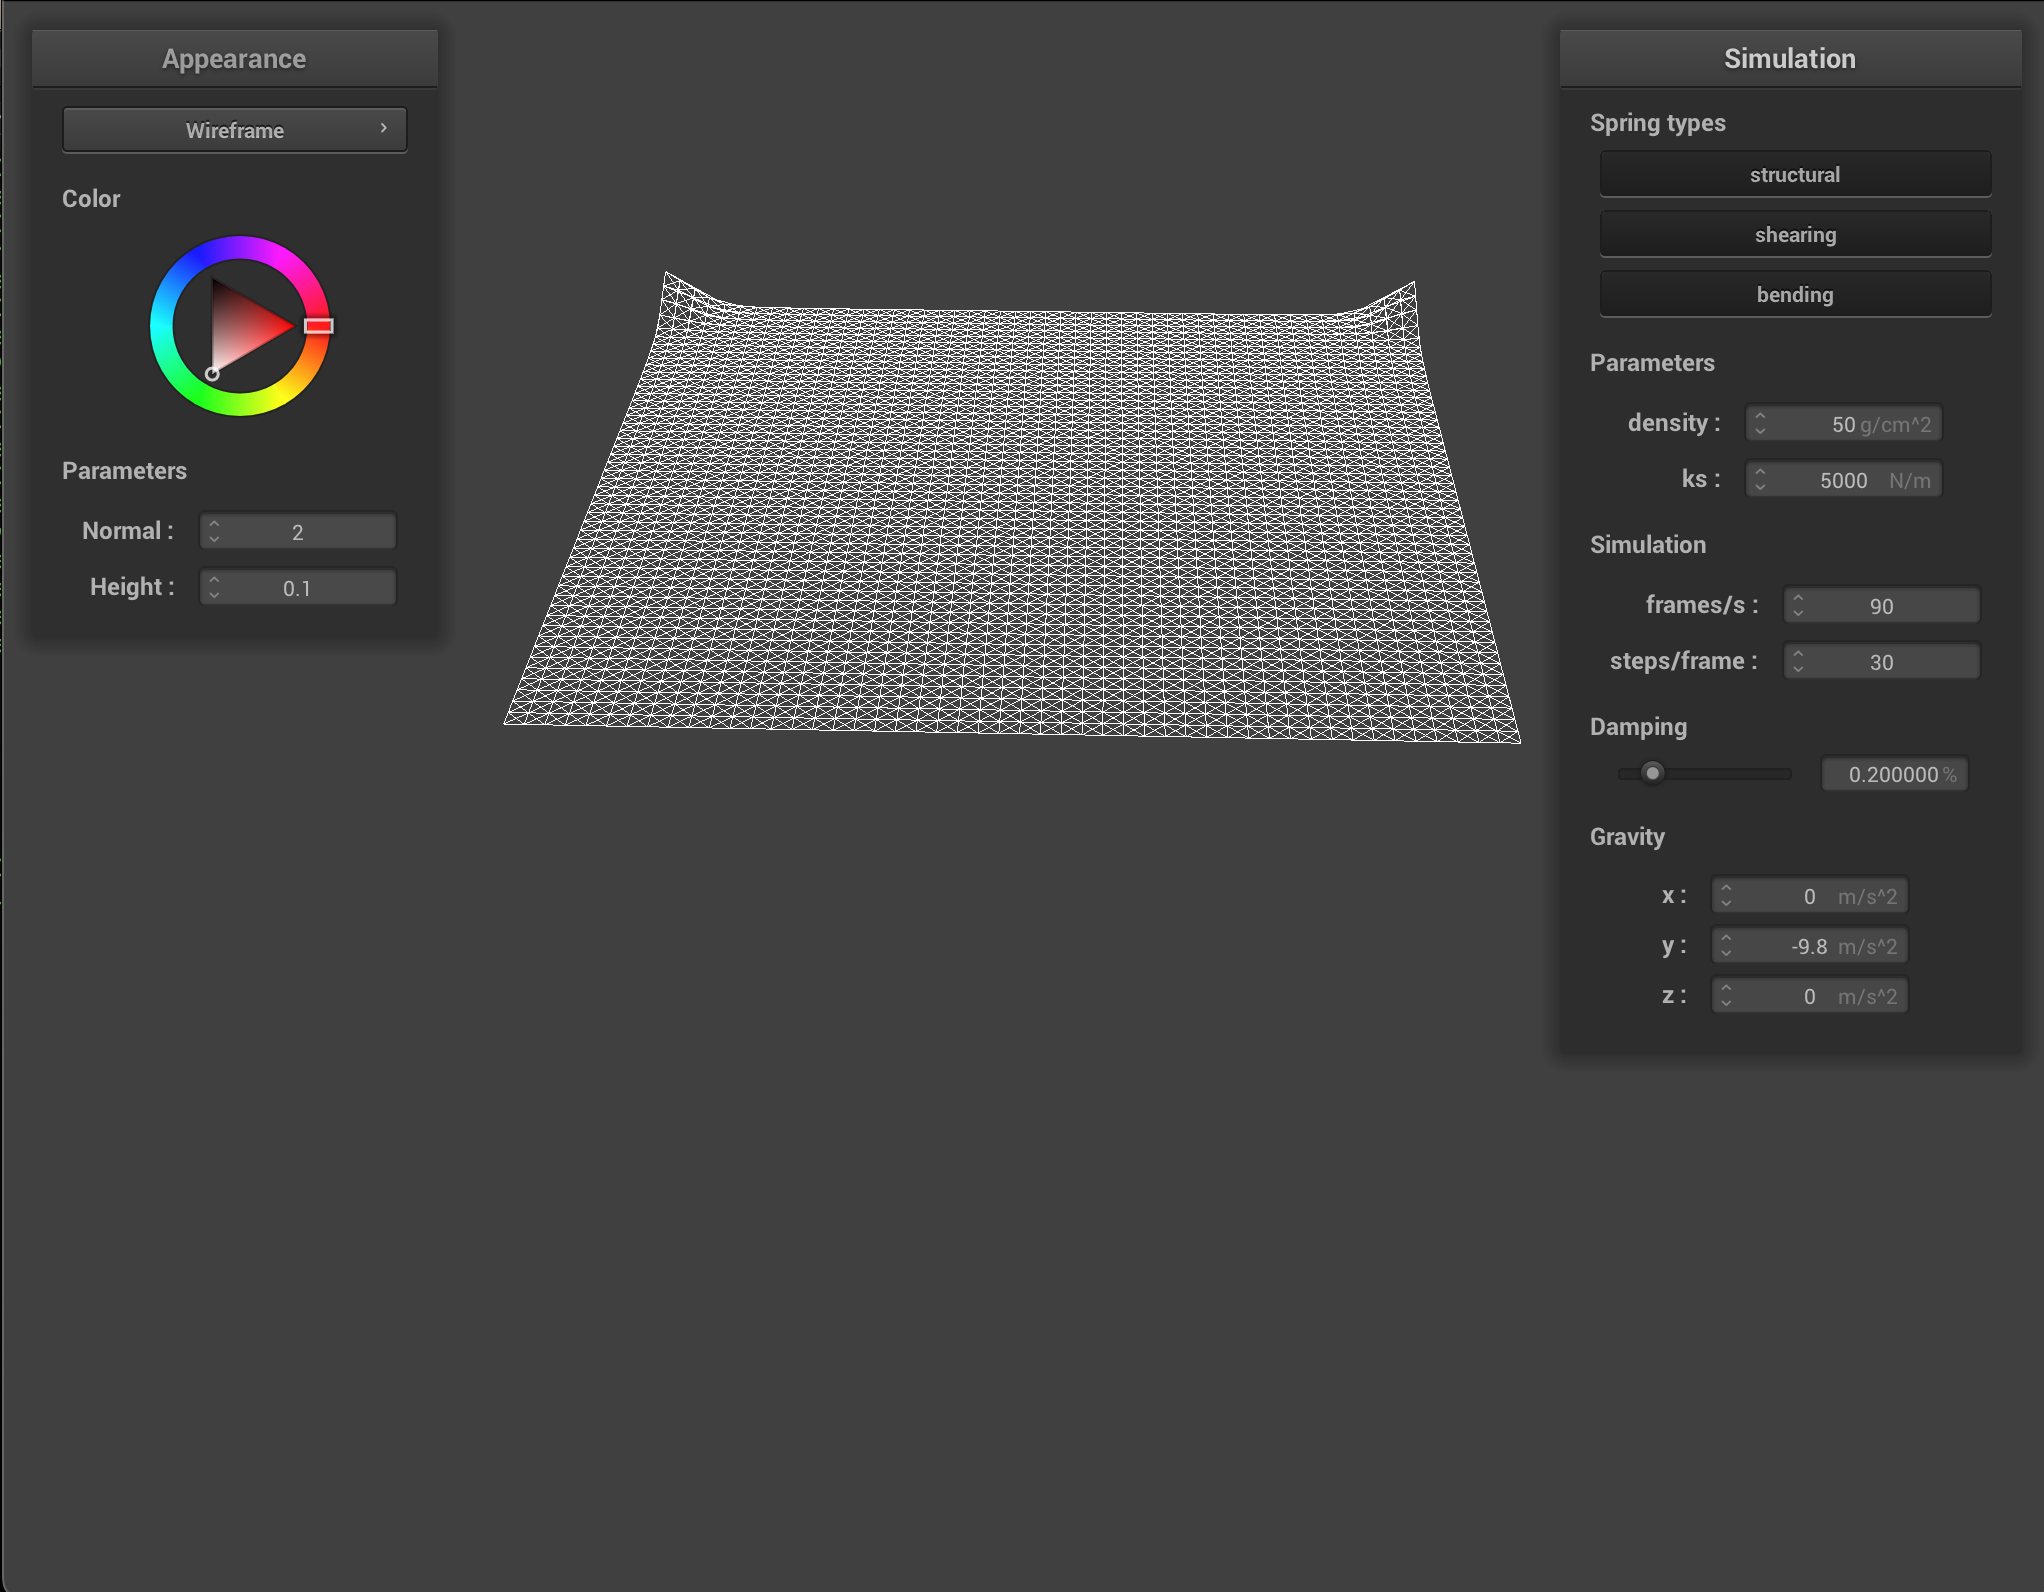 Appearance
Wireframe
Color
Parameters
Normal : 2
Height : 0.1
Simulation
Spring types
structural
shearing
bending
Parameters
density : 50 g/cm^2
ks : 5000 N/m
Simulation
frames/s : 90
steps/frame : 30
Damping
0.200000 %
Gravity
x : 0 m/s^2
y : -9.8 m/s^2
z : 0 m/s^2